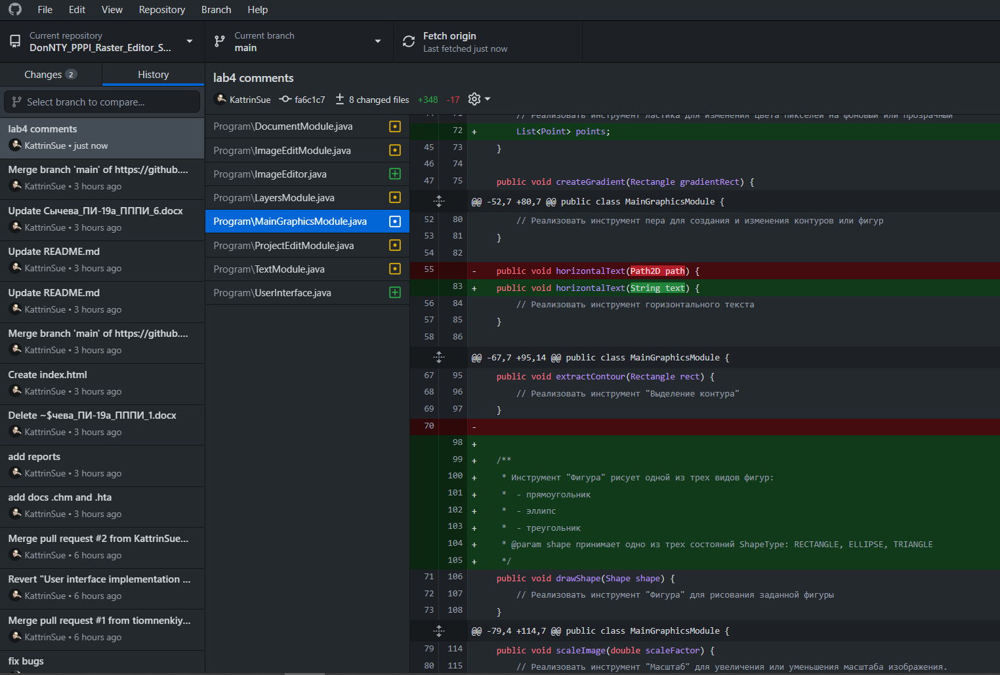 File Edit View Repository Branch Help
Current repository
DonNTY_PPPI_Raster_Editor_S...
Current branch
main
Fetch origin
Last fetched just now
Changes 2
History
Select branch to compare...
lab4 comments
KattrinSue • just now
Merge branch 'main' of https://github....
KattrinSue • 3 hours ago
Update Сычева_ПИ-19а_ПППИ_6.docx
KattrinSue • 3 hours ago
Update README.md
KattrinSue • 3 hours ago
Update README.md
KattrinSue • 3 hours ago
Merge branch 'main' of https://github....
KattrinSue • 3 hours ago
Create index.html
KattrinSue • 3 hours ago
Delete ~$чева_ПИ-19а_ПППИ_1.docx
KattrinSue • 3 hours ago
add reports
KattrinSue • 3 hours ago
add docs .chm and .hta
KattrinSue • 3 hours ago
Merge pull request #2 from KattrinSue...
KattrinSue • 6 hours ago
Revert "User interface implementation ...
KattrinSue • 6 hours ago
Merge pull request #1 from tiomnenkiy...
KattrinSue • 6 hours ago
fix bugs
lab4 comments
KattrinSue fa6c1c7 8 changed files +348 -17
Program\DocumentModule.java
Program\ImageEditModule.java
Program\ImageEditor.java
Program\LayersModule.java
Program\MainGraphicsModule.java
Program\ProjectEditModule.java
Program\TextModule.java
Program\UserInterface.java
44 71 // Реализовать инструмент ластика для изменения цвета пикселей на фоновый или прозрачный
72 + List<Point> points;
45 73 }
46 74
47 75 public void createGradient(Rectangle gradientRect) {
@@ -52,7 +80,7 @@ public class MainGraphicsModule {
52 80 // Реализовать инструмент пера для создания и изменения контуров или фигур
53 81 }
54 82
55 - public void horizontalText(Path2D path) {
83 + public void horizontalText(String text) {
56 84 // Реализовать инструмент горизонтального текста
57 85 }
58 86
@@ -67,7 +95,14 @@ public class MainGraphicsModule {
67 95 public void extractContour(Rectangle rect) {
68 96 // Реализовать инструмент "Выделение контура"
69 97 }
70 -
98 +
99 + /**
100 + * Инструмент "Фигура" рисует одной из трех видов фигур:
101 + * - прямоугольник
102 + * - эллипс
103 + * - треугольник
104 + * @param shape принимает одно из трех состояний ShapeType: RECTANGLE, ELLIPSE, TRIANGLE
105 + */
71 106 public void drawShape(Shape shape) {
72 107 // Реализовать инструмент "Фигура" для рисования заданной фигуры
73 108 }
@@ -79,4 +114,7 @@ public class MainGraphicsModule {
79 114 public void scaleImage(double scaleFactor) {
80 115 // Реализовать инструмент "Масштаб" для увеличения или уменьшения масштаба изображения.